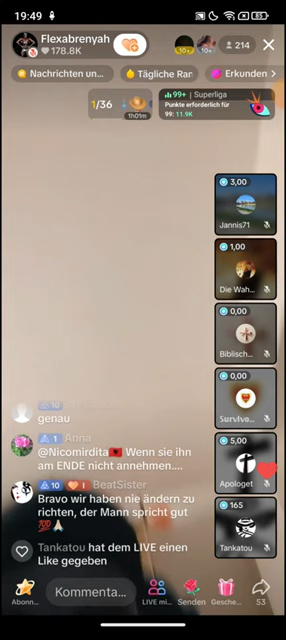 19:49
85
Flexabrenyah
178.8K
10+
10+
214
Nachrichten un...
Tägliche Ran
Erkunden
1/36
1h01m
99+ | Superliga
Punkte erforderlich für
99: 11.9K
3,00
Jannis71
1,00
Die Wah...
0,00
Biblisch...
0,00
Survivo...
5,00
Apologet
165
Tankatou
10
genau
1 Anna
@Nicomirdita🇦🇱 Wenn sie ihn
am ENDE nicht annehmen....
10 I BeatSister
Bravo wir haben nie ändern zu
richten, der Mann spricht gut
💯🙏🏻
Tankatou hat dem LIVE einen
Like gegeben
Kommenta...
Abonn...
LIVE mi...
Senden
Gesche...
53